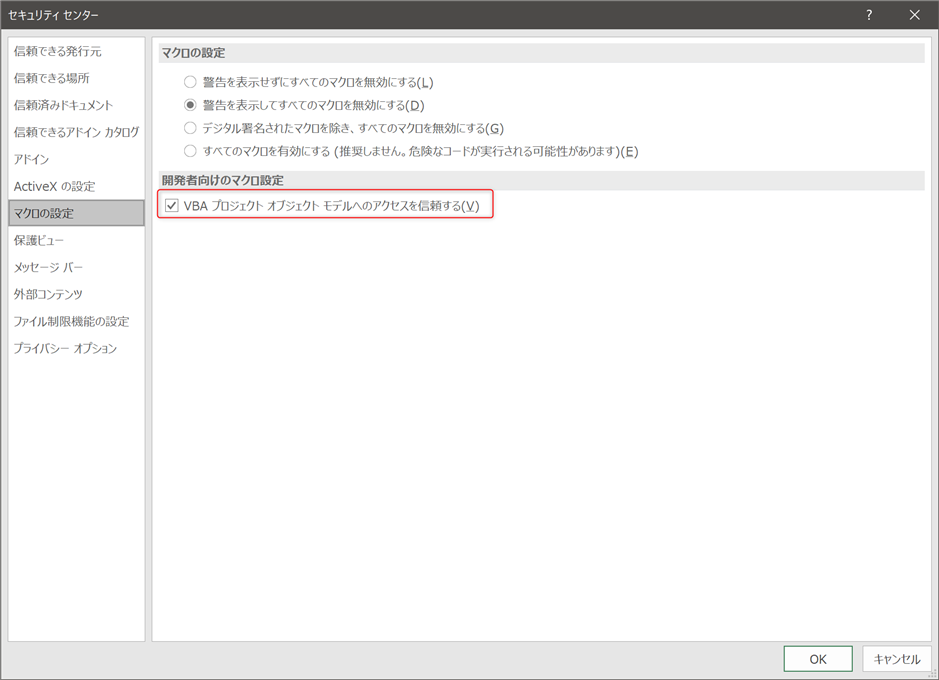 セキュリティ センター
?
信頼できる発行元
信頼できる場所
信頼済みドキュメント
信頼できるアドイン カタログ
アドイン
ActiveX の設定
マクロの設定
保護ビュー
メッセージ バー
外部コンテンツ
ファイル制限機能の設定
プライバシー オプション
マクロの設定
警告を表示せずにすべてのマクロを無効にする(L)
警告を表示してすべてのマクロを無効にする(D)
デジタル署名されたマクロを除き、すべてのマクロを無効にする(G)
すべてのマクロを有効にする (推奨しません。危険なコードが実行される可能性があります)(E)
開発者向けのマクロ設定
VBA プロジェクト オブジェクト モデルへのアクセスを信頼する(V)
OK
キャンセル